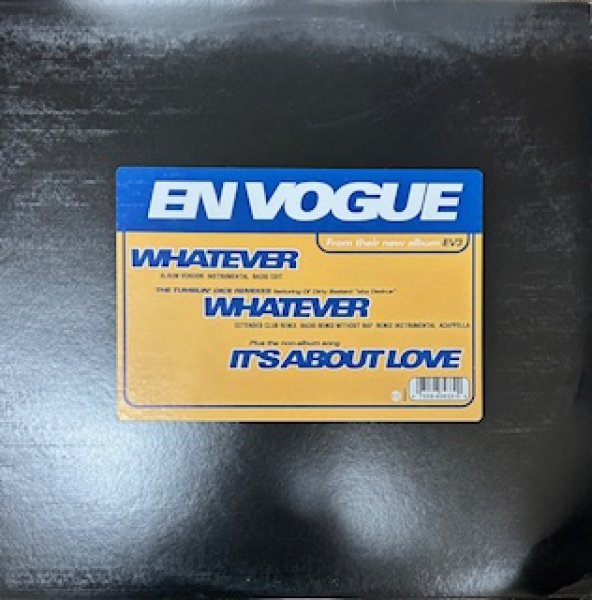 EN VOGUE
From their new album EV3
WHATEVER
ALBUM VERSION INSTRUMENTAL RADIO EDIT
THE TUMBLIN' DICE REMIXES featuring Ol' Dirty Bastard "aka Osirus"
WHATEVER
EXTENDED CLUB REMIX RADIO REMIX WITHOUT RAP REMIX INSTRUMENTAL ACAPPELLA
Plus the non-album song
IT'S ABOUT LOVE